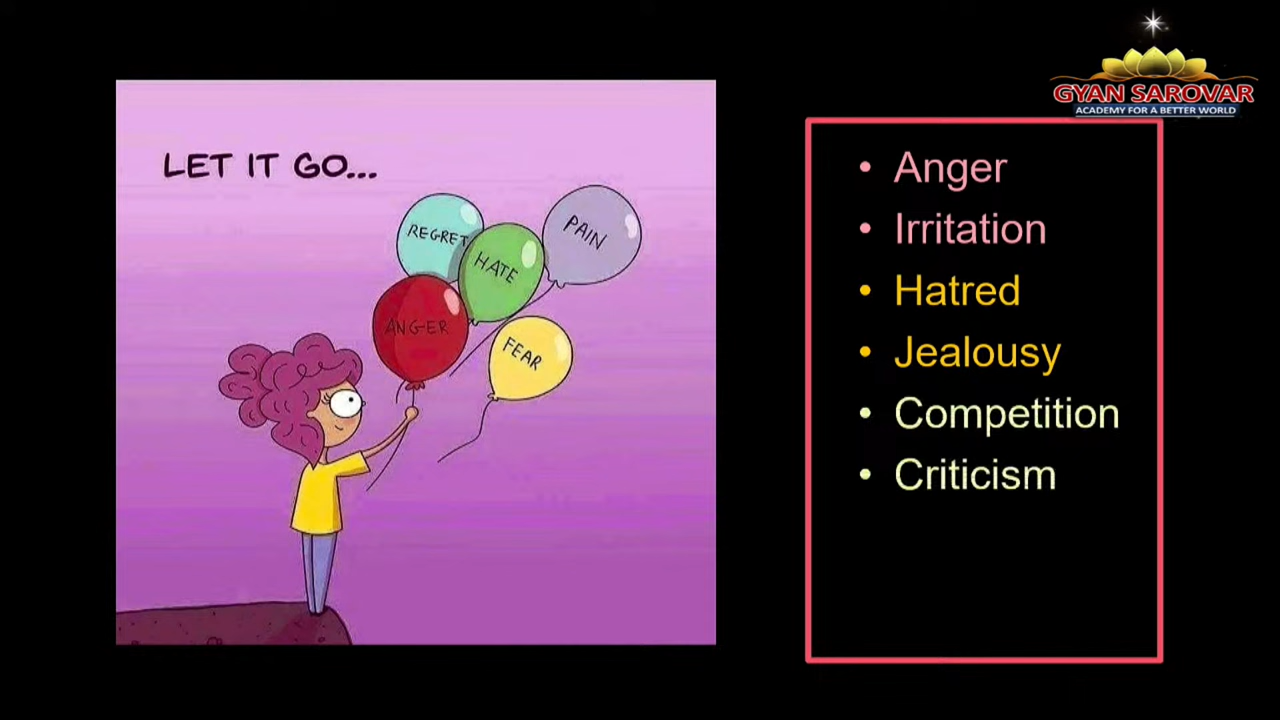 LET IT GO...
REGRET
HATE
PAIN
ANGER
FEAR
GYAN SAROVAR
ACADEMY FOR A BETTER WORLD
• Anger
• Irritation
• Hatred
• Jealousy
• Competition
• Criticism